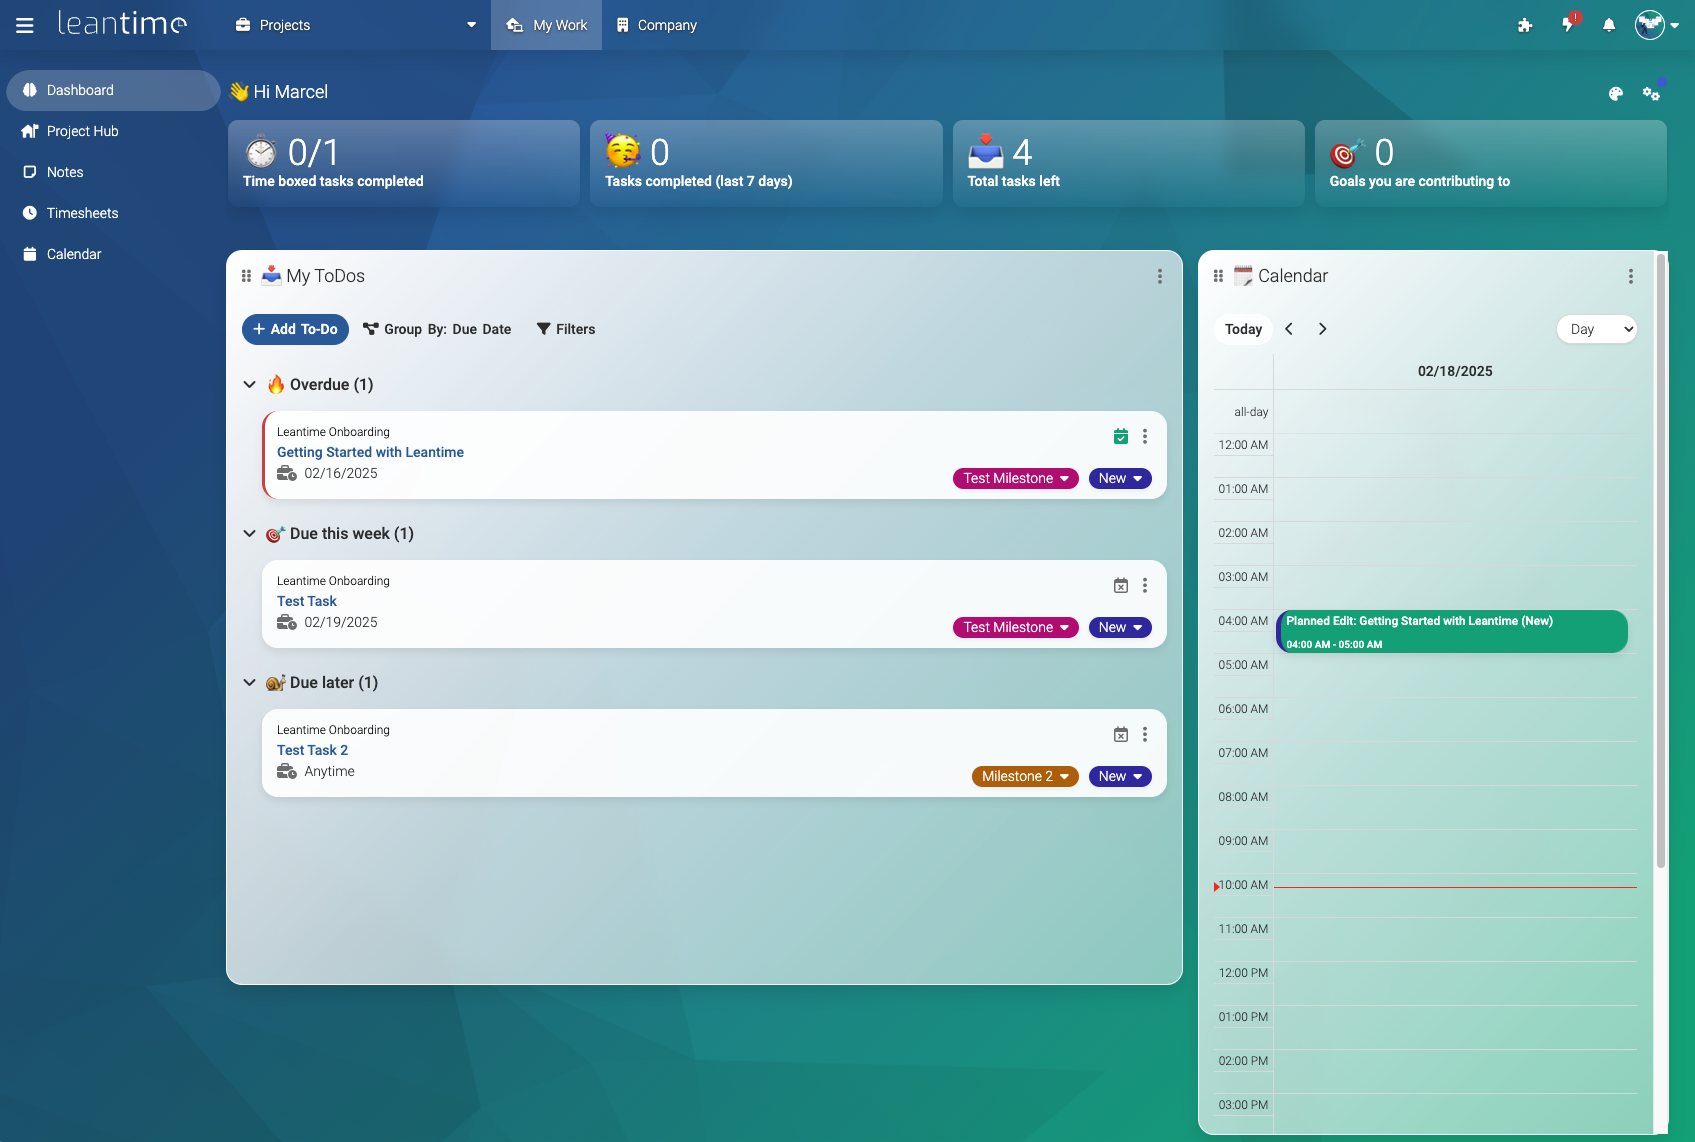 leantime
Projects
My Work
Company
!
Dashboard
Project Hub
Notes
Timesheets
Calendar
Hi Marcel
0/1
Time boxed tasks completed
0
Tasks completed (last 7 days)
4
Total tasks left
0
Goals you are contributing to
My ToDos
+ Add To-Do
Group By: Due Date
Filters
Overdue (1)
Leantime Onboarding
Getting Started with Leantime
02/16/2025
Test Milestone
New
Due this week (1)
Leantime Onboarding
Test Task
02/19/2025
Test Milestone
New
Due later (1)
Leantime Onboarding
Test Task 2
Anytime
Milestone 2
New
Calendar
Today
Day
02/18/2025
all-day
12:00 AM
01:00 AM
02:00 AM
03:00 AM
04:00 AM
Planned Edit: Getting Started with Leantime (New)
04:00 AM - 05:00 AM
05:00 AM
06:00 AM
07:00 AM
08:00 AM
09:00 AM
10:00 AM
11:00 AM
12:00 PM
01:00 PM
02:00 PM
03:00 PM